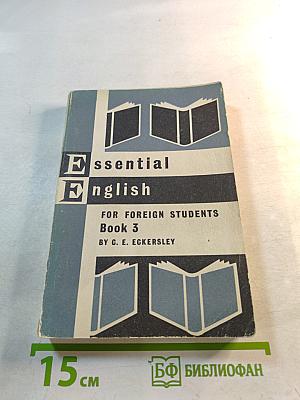 Essential
English
FOR FOREIGN STUDENTS
Book 3
BY C. E. ECKERSLEY
15 см
БФ БИБЛИОФАН